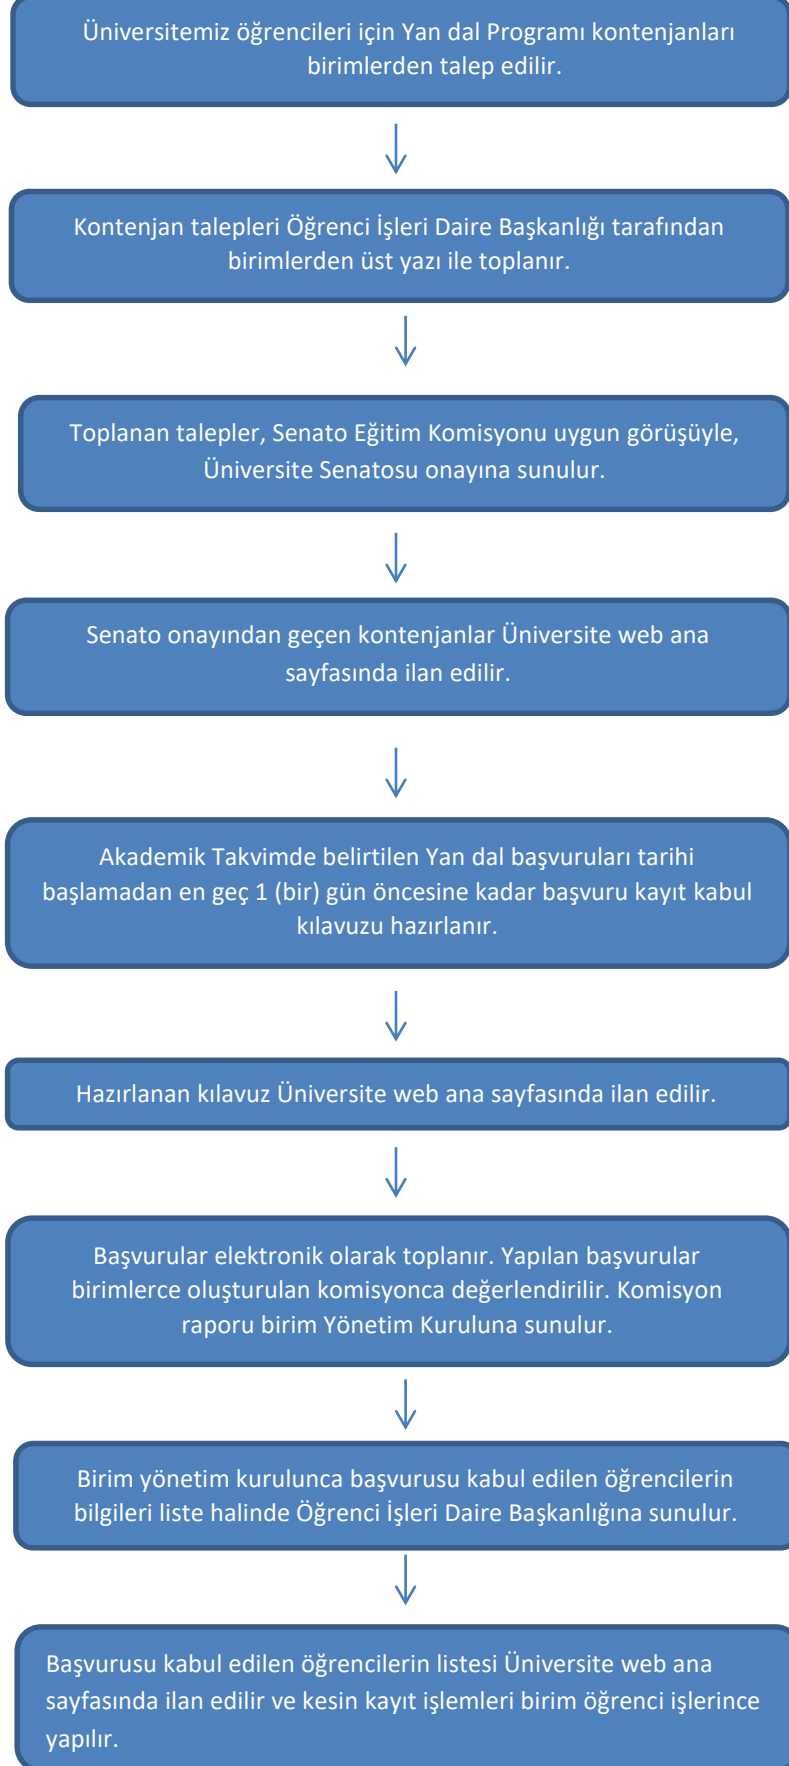 Üniversitemiz öğrencileri için Yan dal Programı kontenjanları
birimlerden talep edilir.
Kontenjan talepleri Öğrenci İşleri Daire Başkanlığı tarafından
birimlerden üst yazı ile toplanır.
Toplanan talepler, Senato Eğitim Komisyonu uygun görüşüyle,
Üniversite Senatosu onayına sunulur.
Senato onayından geçen kontenjanlar Üniversite web ana
sayfasında ilan edilir.
Akademik Takvimde belirtilen Yan dal başvuruları tarihi
başlamadan en geç 1 (bir) gün öncesine kadar başvuru kayıt kabul
kılavuzu hazırlanır.
Hazırlanan kılavuz Üniversite web ana sayfasında ilan edilir.
Başvurular elektronik olarak toplanır. Yapılan başvurular
birimlerce oluşturulan komisyonca değerlendirilir. Komisyon
raporu birim Yönetim Kuruluna sunulur.
Birim yönetim kurulunca başvurusu kabul edilen öğrencilerin
bilgileri liste halinde Öğrenci İşleri Daire Başkanlığına sunulur.
Başvurusu kabul edilen öğrencilerin listesi Üniversite web ana
sayfasında ilan edilir ve kesin kayıt işlemleri birim öğrenci işlerince
yapılır.